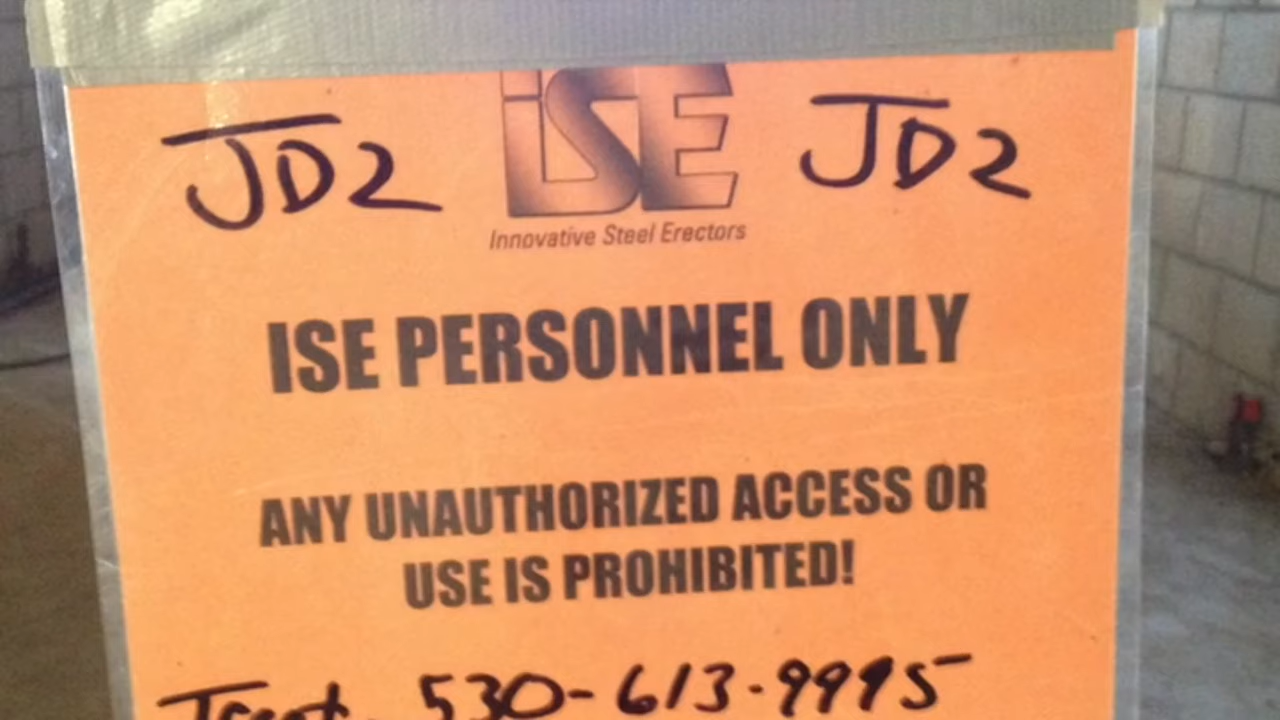 JD2 ISE JD2
Innovative Steel Erectors
ISE PERSONNEL ONLY
ANY UNAUTHORIZED ACCESS OR
USE IS PROHIBITED!
Trent 530-613-9995